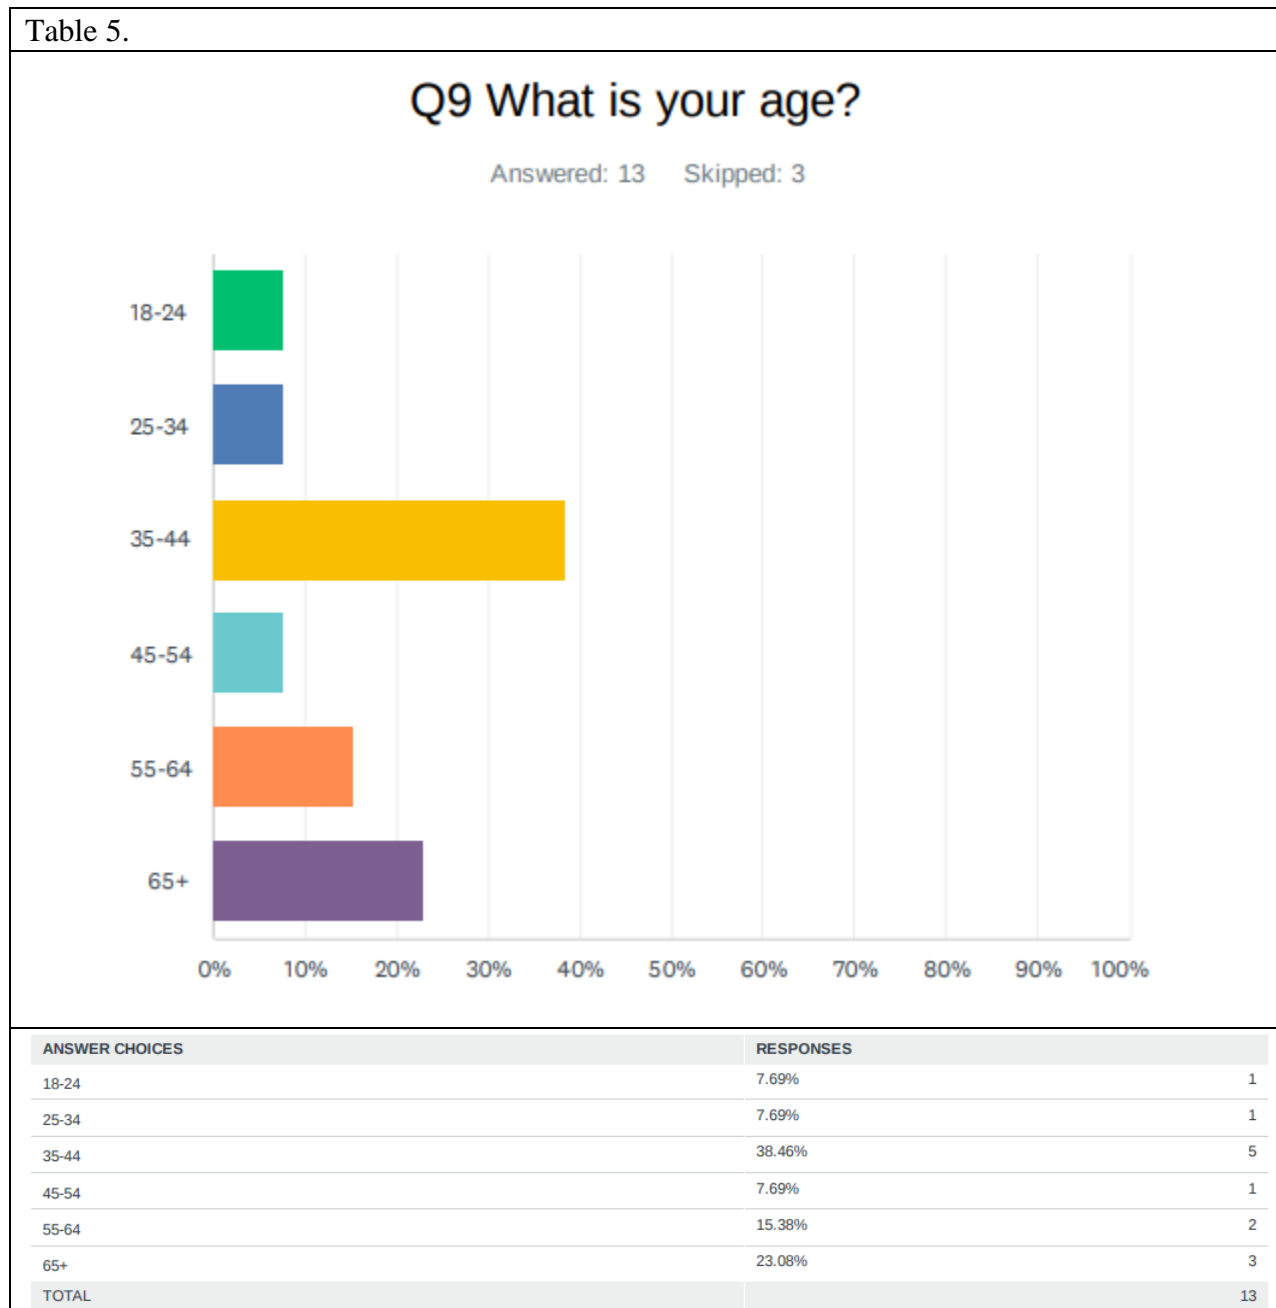 Table 5.
Q9 What is your age?
Answered: 13 Skipped: 3
18-24
25-34
35-44
45-54
55-64
65+
0% 10% 20% 30% 40% 50% 60% 70% 80% 90% 100%
ANSWER CHOICES RESPONSES
18-24 7.69% 1
25-34 7.69% 1
35-44 38.46% 5
45-54 7.69% 1
55-64 15.38% 2
65+ 23.08% 3
TOTAL 13